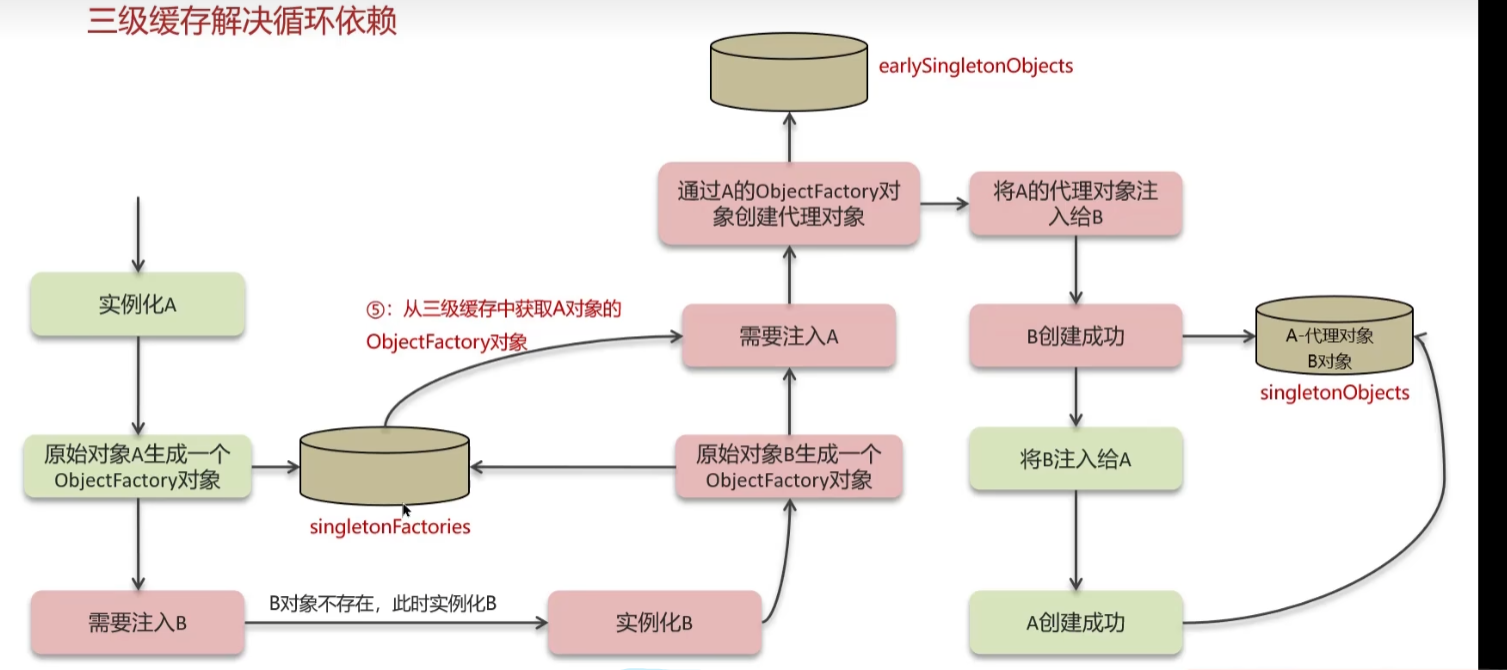 三级缓存解决循环依赖
earlySingletonObjects
通过A的ObjectFactory对
象创建代理对象
将A的代理对象注
入给B
实例化A
⑤：从三级缓存中获取A对象的
ObjectFactory对象
需要注入A
B创建成功
A-代理对象
B对象
singletonObjects
原始对象A生成一个
ObjectFactory对象
singletonFactories
原始对象B生成一个
ObjectFactory对象
将B注入给A
需要注入B
B对象不存在，此时实例化B
实例化B
A创建成功